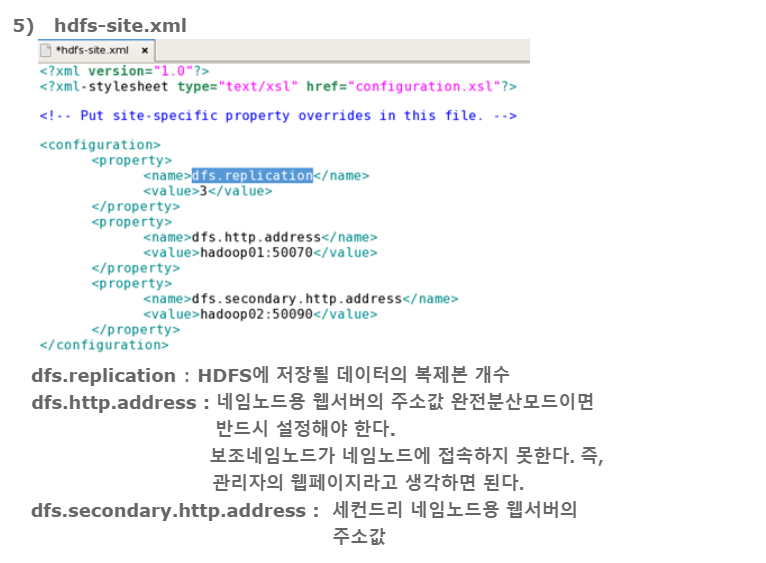 5) hdfs-site.xml
*hdfs-site.xml ×
<?xml version="1.0"?>
<?xml-stylesheet type="text/xsl" href="configuration.xsl"?>
<!-- Put site-specific property overrides in this file. -->
<configuration>
<property>
<name>dfs.replication</name>
<value>3</value>
</property>
<property>
<name>dfs.http.address</name>
<value>hadoop01:50070</value>
</property>
<property>
<name>dfs.secondary.http.address</name>
<value>hadoop02:50090</value>
</property>
</configuration>
dfs.replication : HDFS에 저장될 데이터의 복제본 개수
dfs.http.address : 네임노드용 웹서버의 주소값 완전분산모드이면
반드시 설정해야 한다.
보조네임노드가 네임노드에 접속하지 못한다. 즉,
관리자의 웹페이지라고 생각하면 된다.
dfs.secondary.http.address : 세컨드리 네임노드용 웹서버의
주소값